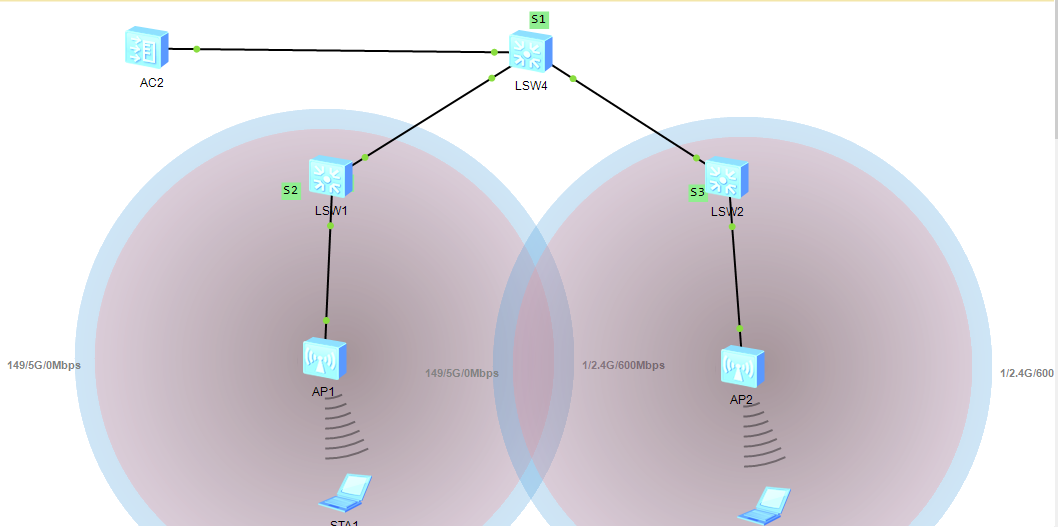 S1
AC2
LSW4
S2
LSW1
S3
LSW2
149/5G/0Mbps
149/5G/0Mbps
1/2.4G/600Mbps
1/2.4G/600
AP1
AP2
STA1